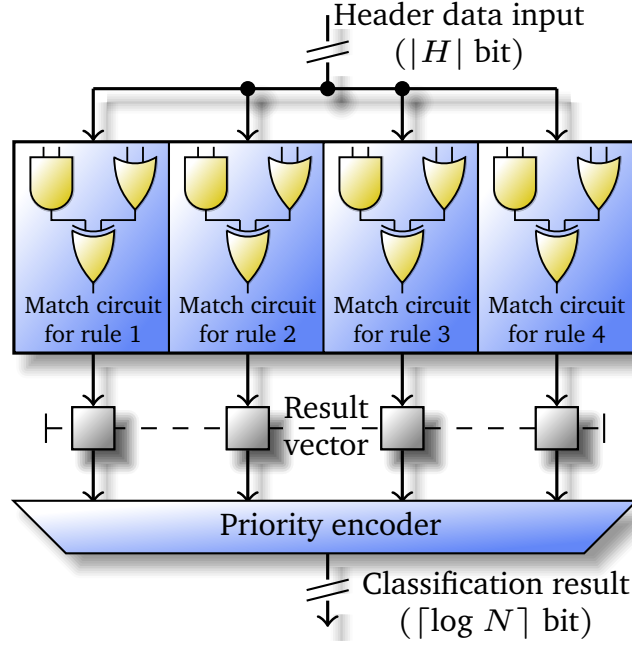 Header data input
(|H| bit)
Match circuit
for rule 1
Match circuit
for rule 2
Match circuit
for rule 3
Match circuit
for rule 4
Result
vector
Priority encoder
Classification result
(⌈log N⌉ bit)